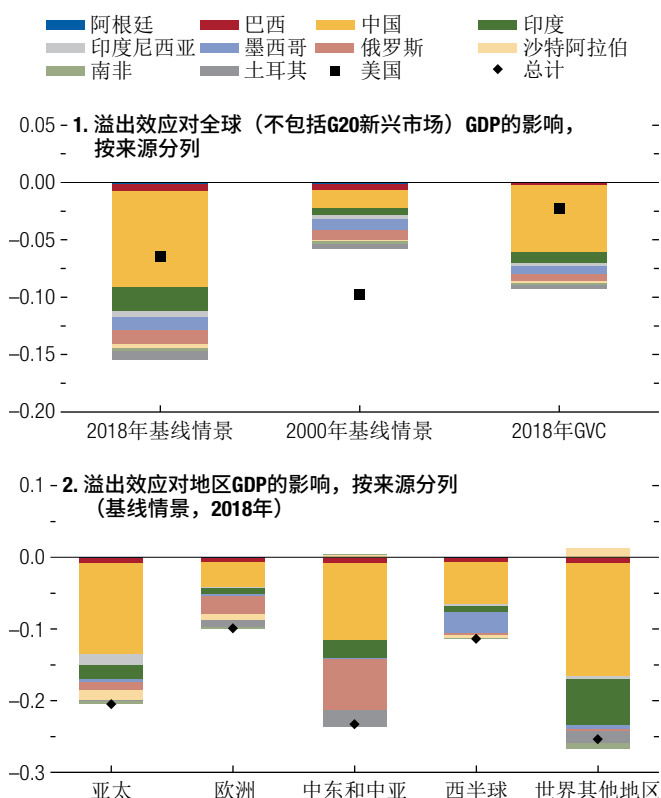 阿根廷 巴西 中国 印度
印度尼西亚 墨西哥 俄罗斯 沙特阿拉伯
南非 土耳其 美国 总计
0.05
1. 溢出效应对全球（不包括G20新兴市场）GDP的影响，
按来源分列
0.00
–0.05
–0.10
–0.15
–0.20
2018年基线情景 2000年基线情景 2018年GVC
0.1
2. 溢出效应对地区GDP的影响，按来源分列
（基线情景，2018年）
0.0
–0.1
–0.2
–0.3
亚太 欧洲 中东和中亚 西半球 世界其他地区